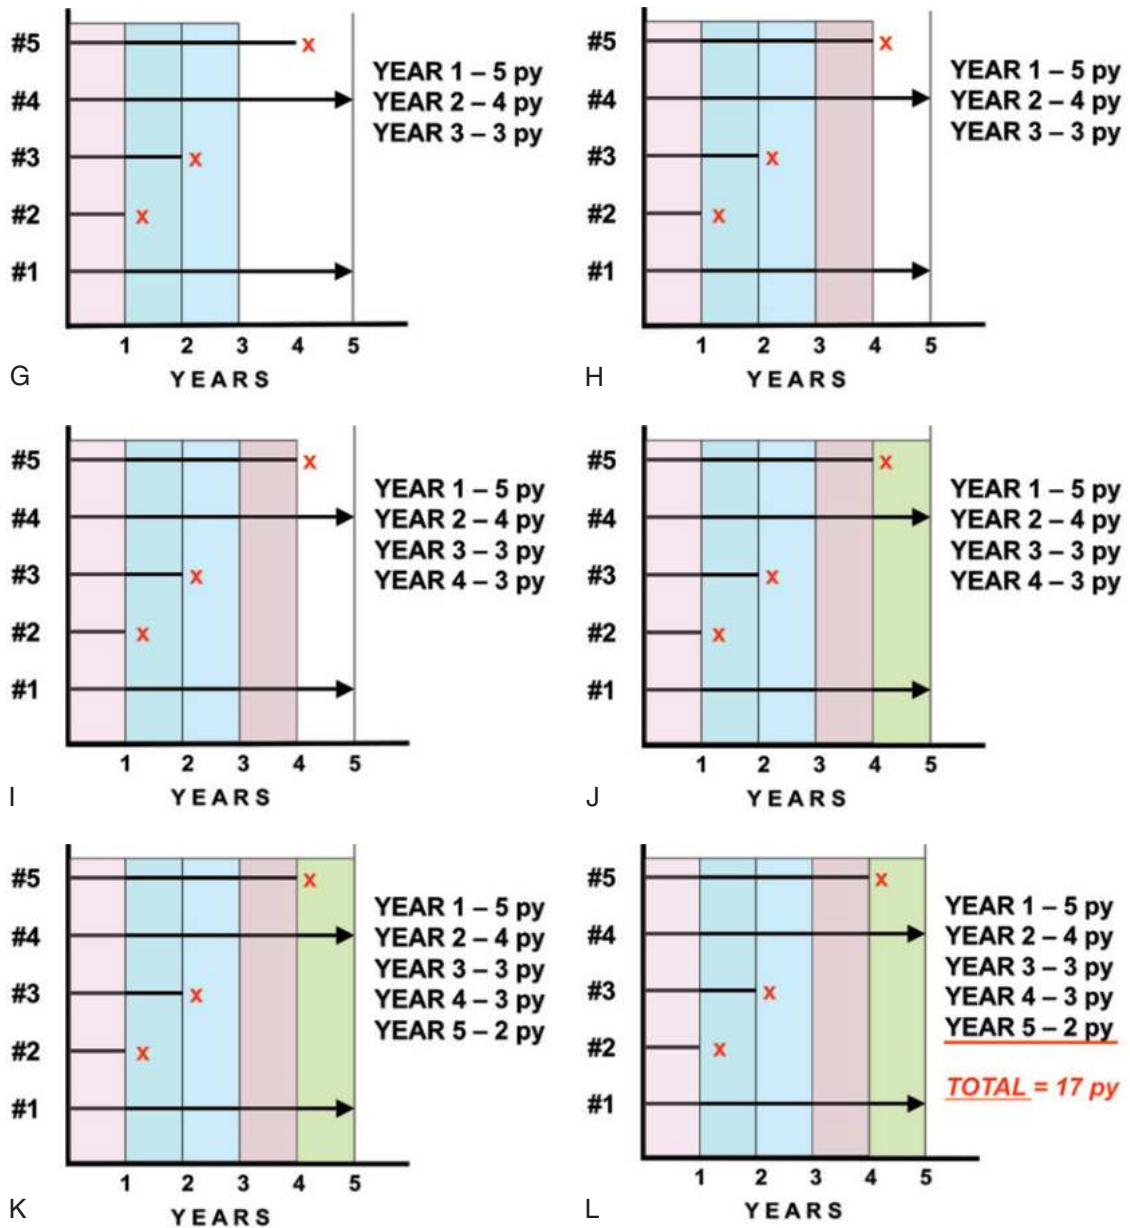 #5 x
YEAR 1 – 5 py
#4
YEAR 2 – 4 py
YEAR 3 – 3 py
#3 x
#2 x
#1
1 2 3 4 5
YEARS
G
#5 x
YEAR 1 – 5 py
#4
YEAR 2 – 4 py
YEAR 3 – 3 py
#3 x
#2 x
#1
1 2 3 4 5
YEARS
H
#5 x
YEAR 1 – 5 py
#4
YEAR 2 – 4 py
YEAR 3 – 3 py
#3 x
YEAR 4 – 3 py
#2 x
#1
1 2 3 4 5
YEARS
I
#5 x
YEAR 1 – 5 py
#4
YEAR 2 – 4 py
YEAR 3 – 3 py
#3 x
YEAR 4 – 3 py
#2 x
#1
1 2 3 4 5
YEARS
J
#5 x
YEAR 1 – 5 py
#4
YEAR 2 – 4 py
YEAR 3 – 3 py
#3 x
YEAR 4 – 3 py
YEAR 5 – 2 py
#2 x
#1
1 2 3 4 5
YEARS
K
#5 x
YEAR 1 – 5 py
#4
YEAR 2 – 4 py
YEAR 3 – 3 py
#3 x
YEAR 4 – 3 py
YEAR 5 – 2 py
#2 x
TOTAL = 17 py
#1
1 2 3 4 5
YEARS
L